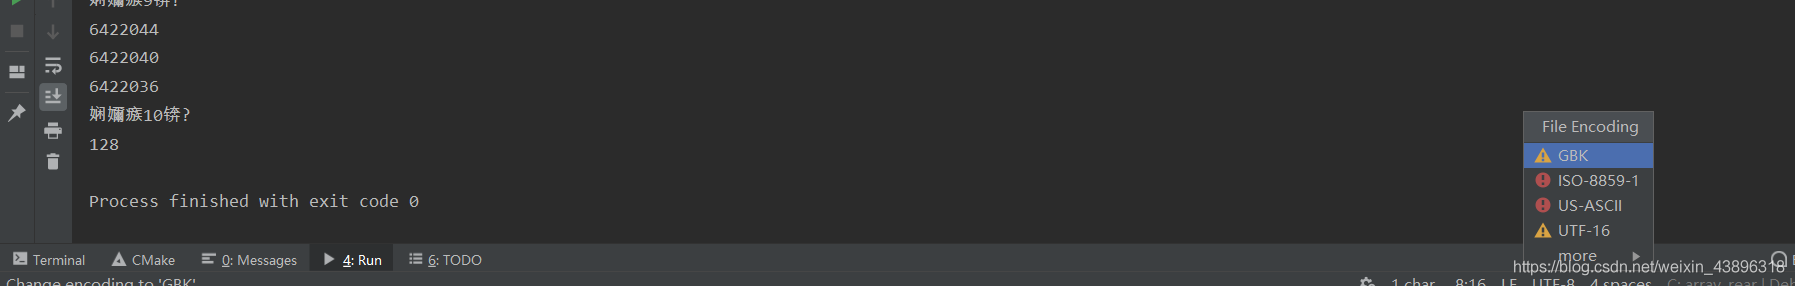 娴嬭瘯9锛?
6422044
6422040
6422036
娴嬭瘯10锛?
128
Process finished with exit code 0
File Encoding
GBK
ISO-8859-1
US-ASCII
UTF-16
more
Terminal
CMake
0: Messages
4: Run
6: TODO
https://blog.csdn.net/weixin_43896318
Change encoding to 'GBK'
1 char
8:16
LF
UTF-8
4 spaces
C: array_rear | Deb